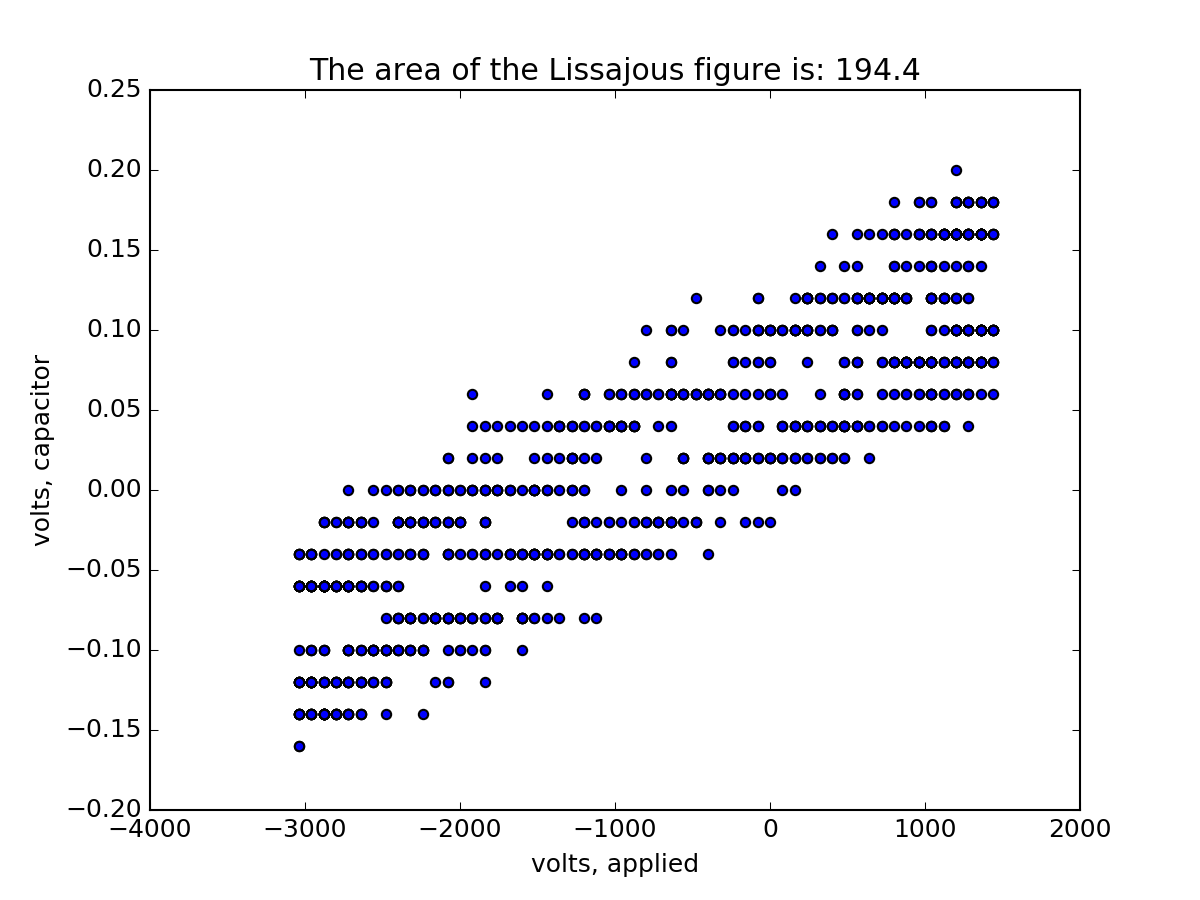 The area of the Lissajous figure is: 194.4
0.25
0.20
0.15
0.10
0.05
0.00
−0.05
−0.10
−0.15
−0.20
volts, capacitor
−4000 −3000 −2000 −1000 0 1000 2000
volts, applied